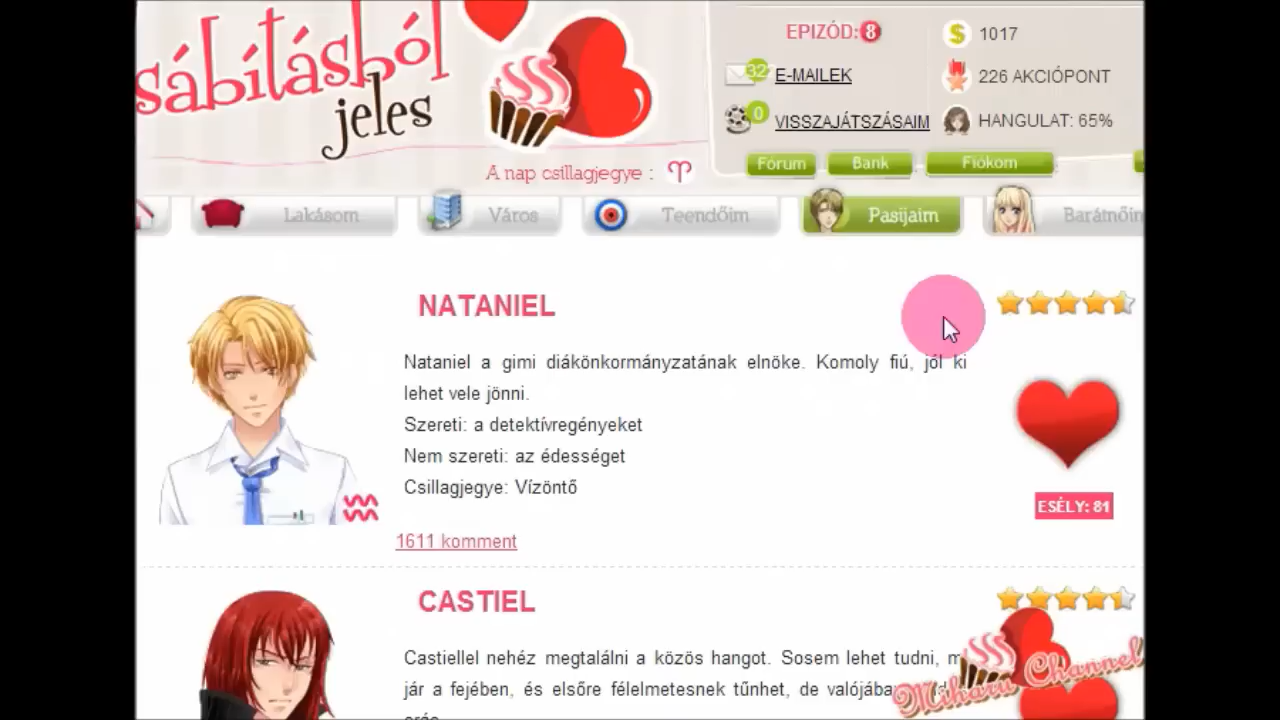 sábításból
jeles
A nap csillagjegye :
EPIZÓD: 8
1017
32 E-MAILEK
226 AKCIÓPONT
0 VISSZAJÁTSZÁSAIM
HANGULAT: 65%
Fórum Bank Fiókom
Lakásom Város Teendőim Pasijaim Barátnőim
NATANIEL
Nataniel a gimi diákönkormányzatának elnöke. Komoly fiú, jól ki
lehet vele jönni.
Szereti: a detektívregényeket
Nem szereti: az édességet
Csillagjegye: Vízöntő
ESÉLY: 81
1611 komment
CASTIEL
Castiellel nehéz megtalálni a közös hangot. Sosem lehet tudni,
jár a fejében, és elsőre félelmetesnek tűnhet, de
Miharu Channel